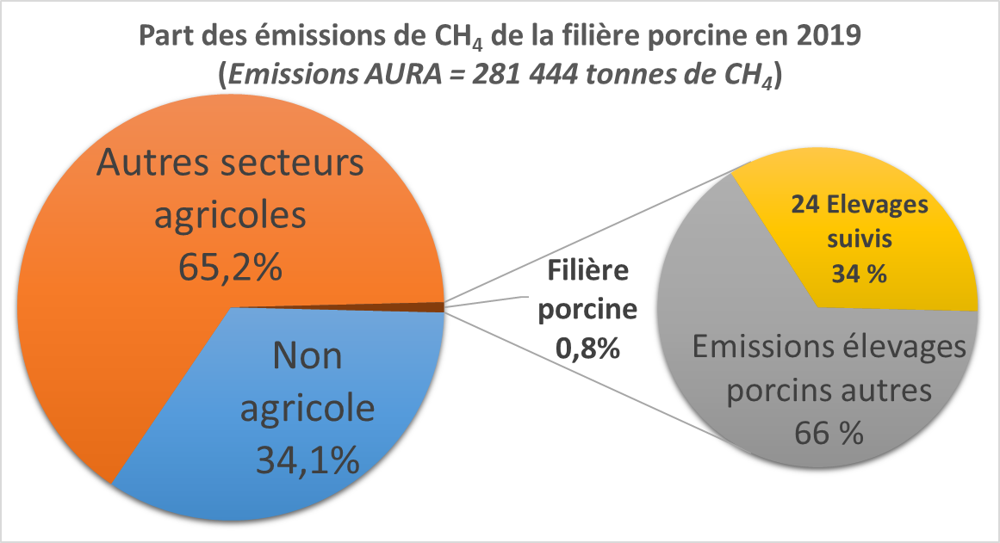 Part des émissions de CH₄ de la filière porcine en 2019
(Emissions AURA = 281 444 tonnes de CH₄)
Autres secteurs
agricoles
65,2%
Non
agricole
34,1%
Filière
porcine
0,8%
24 Elevages
suivis
34 %
Emissions élevages
porcins autres
66 %